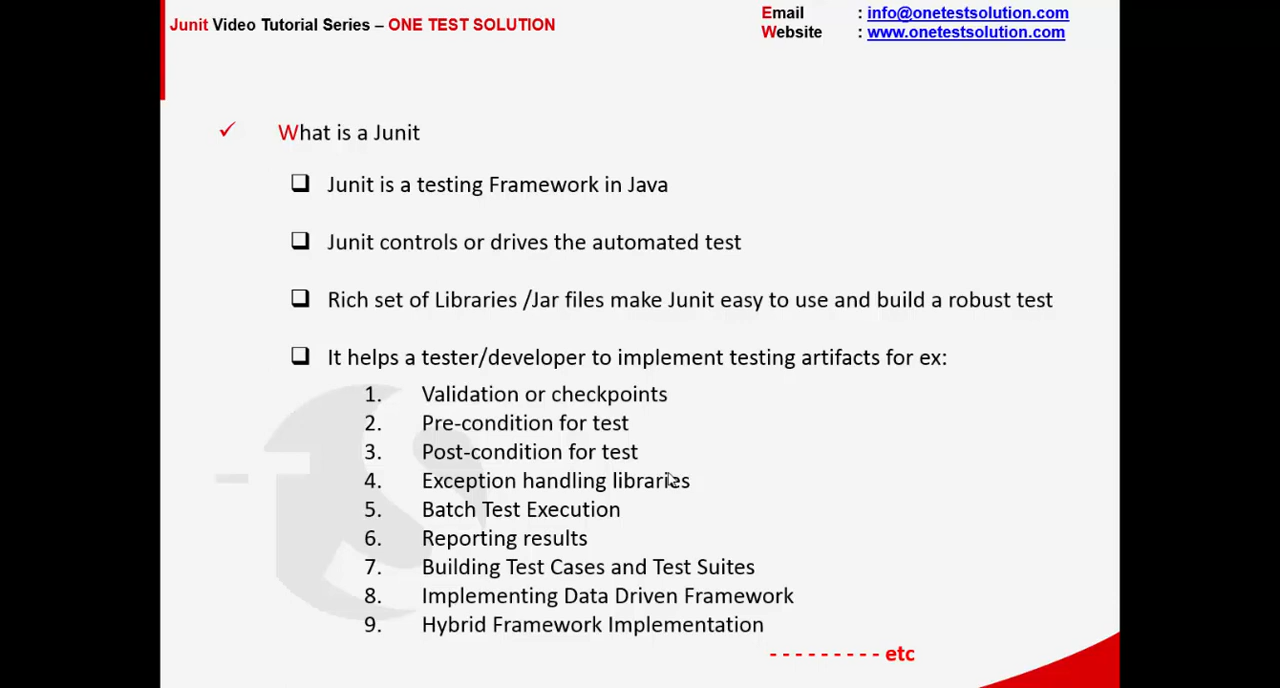 Junit Video Tutorial Series – ONE TEST SOLUTION
Email : info@onetestsolution.com
Website : www.onetestsolution.com
What is a Junit
Junit is a testing Framework in Java
Junit controls or drives the automated test
Rich set of Libraries /Jar files make Junit easy to use and build a robust test
It helps a tester/developer to implement testing artifacts for ex:
1. Validation or checkpoints
2. Pre-condition for test
3. Post-condition for test
4. Exception handling libraries
5. Batch Test Execution
6. Reporting results
7. Building Test Cases and Test Suites
8. Implementing Data Driven Framework
9. Hybrid Framework Implementation
- - - - - - - - - etc